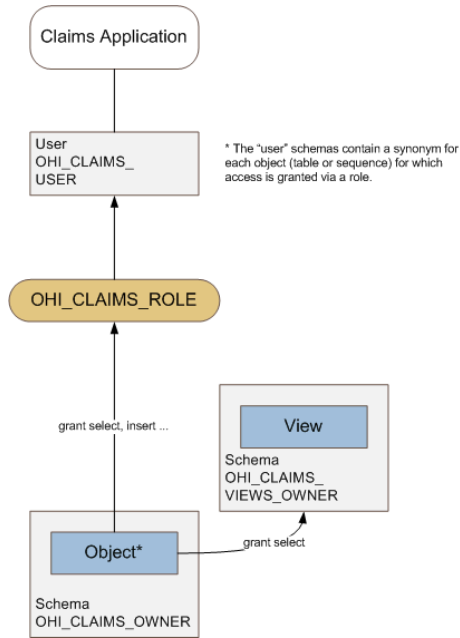 Claims Application
User
OHI_CLAIMS_
USER
* The “user” schemas contain a synonym for
each object (table or sequence) for which
access is granted via a role.
OHI_CLAIMS_ROLE
grant select, insert ...
View
Schema
OHI_CLAIMS_
VIEWS_OWNER
grant select
Object*
Schema
OHI_CLAIMS_OWNER